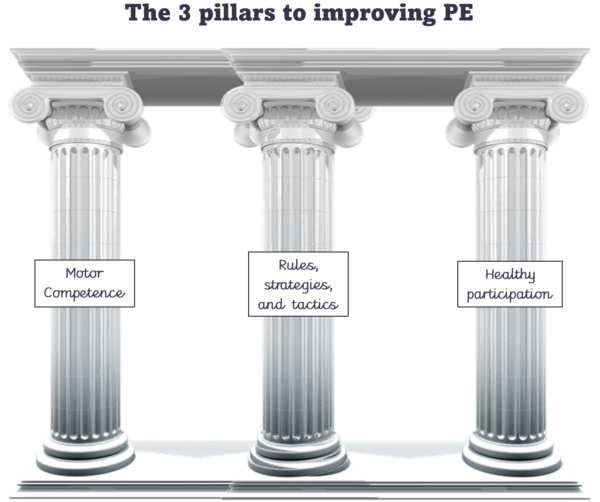 The 3 pillars to improving PE
Motor
Competence
Rules,
strategies,
and tactics
Healthy
participation